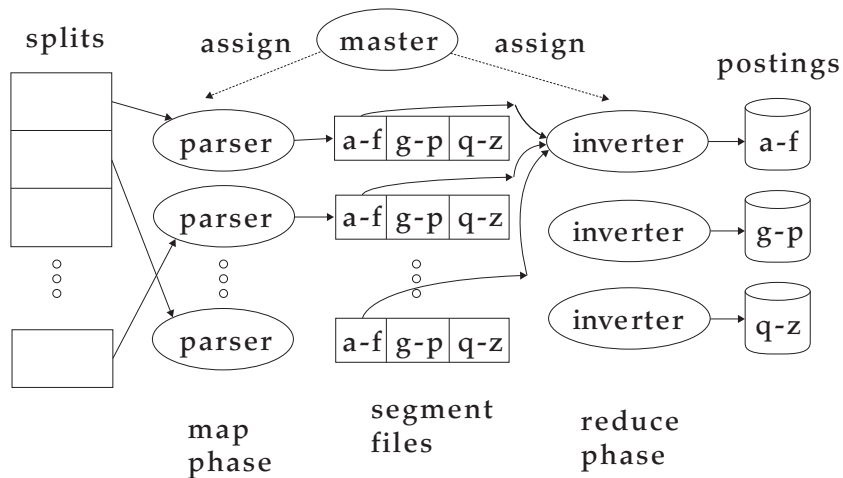 splits
assign
master
assign
postings
parser
a-f g-p q-z
inverter
a-f
parser
a-f g-p q-z
inverter
g-p
parser
a-f g-p q-z
inverter
q-z
map
phase
segment
files
reduce
phase